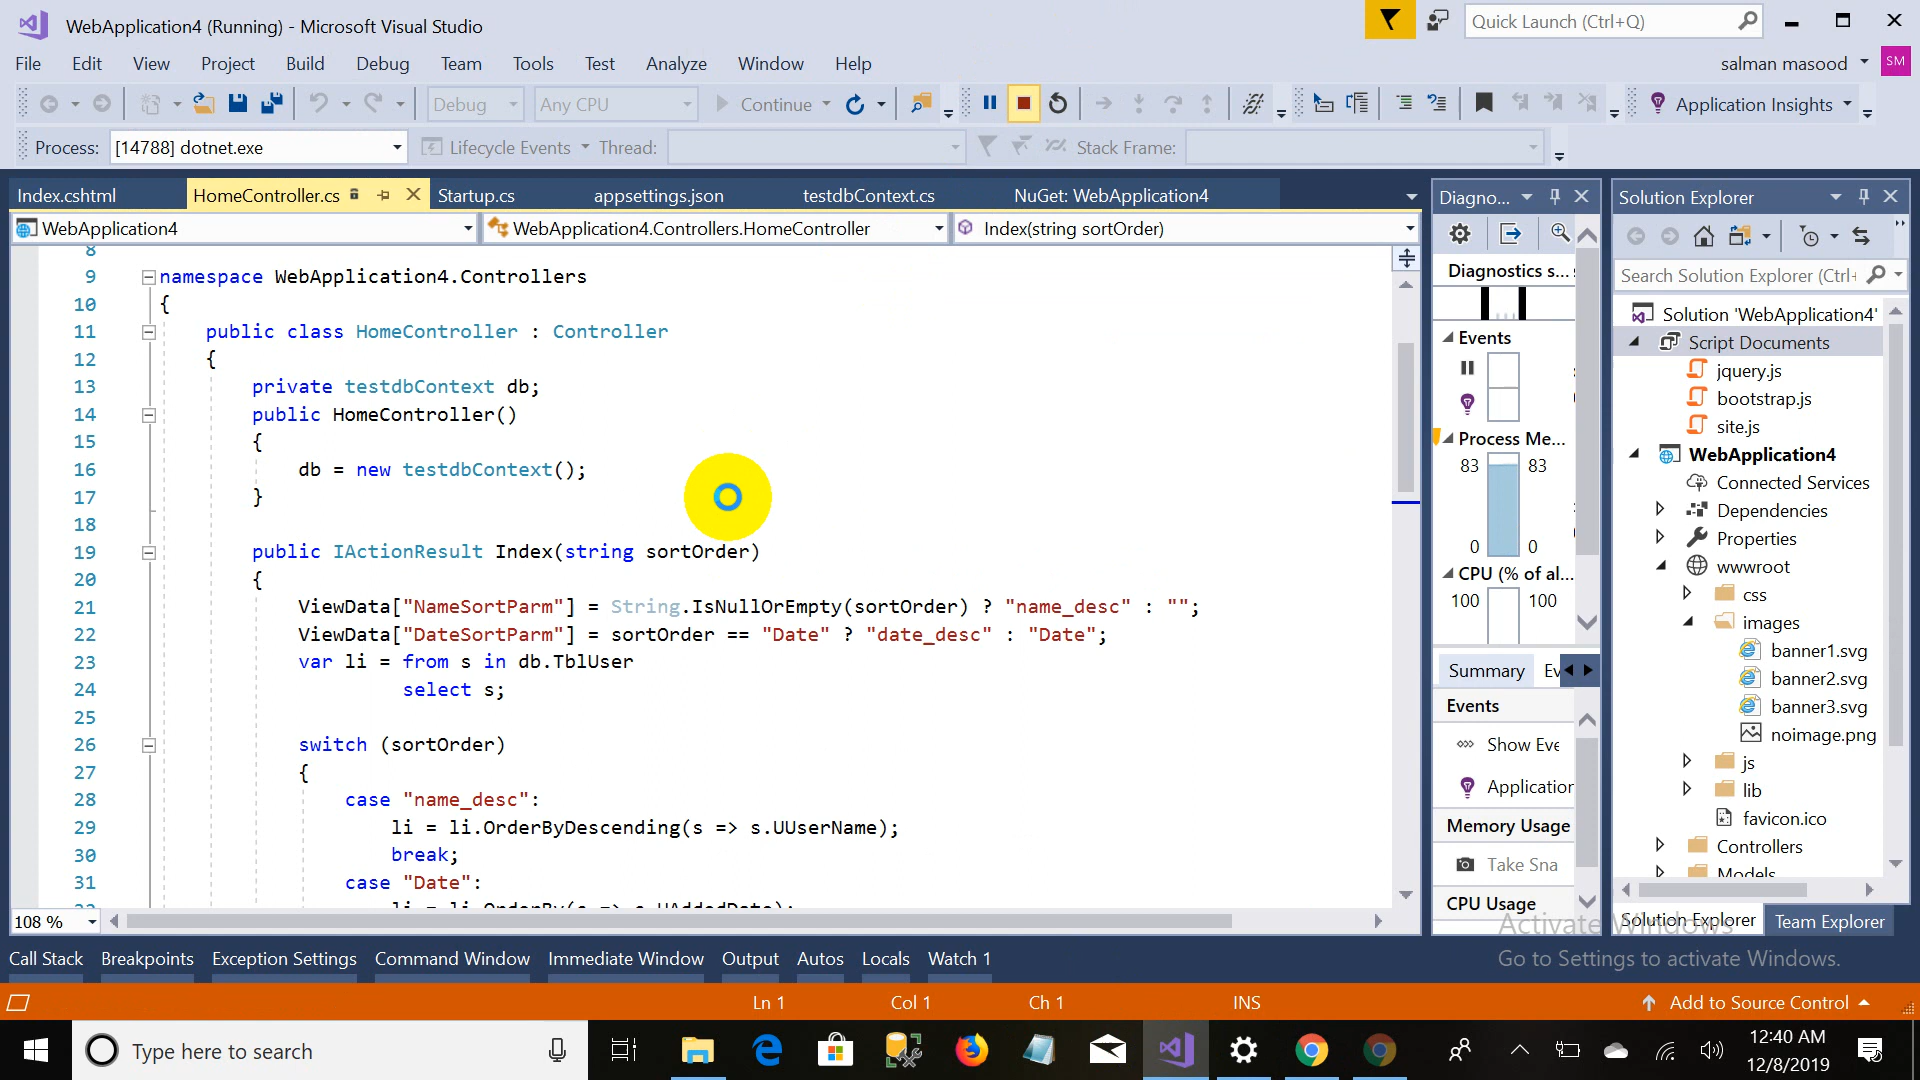 WebApplication4 (Running) - Microsoft Visual Studio
Quick Launch (Ctrl+Q)
File Edit View Project Build Debug Team Tools Test Analyze Window Help
salman masood SM
Debug Any CPU Continue Application Insights
Process: [14788] dotnet.exe Lifecycle Events Thread: Stack Frame:
Index.cshtml HomeController.cs Startup.cs appsettings.json testdbContext.cs NuGet: WebApplication4
WebApplication4 WebApplication4.Controllers.HomeController Index(string sortOrder)
8
9 namespace WebApplication4.Controllers
10 {
11 public class HomeController : Controller
12 {
13 private testdbContext db;
14 public HomeController()
15 {
16 db = new testdbContext();
17 }
18
19 public IActionResult Index(string sortOrder)
20 {
21 ViewData["NameSortParm"] = String.IsNullOrEmpty(sortOrder) ? "name_desc" : "";
22 ViewData["DateSortParm"] = sortOrder == "Date" ? "date_desc" : "Date";
23 var li = from s in db.TblUser
24 select s;
25
26 switch (sortOrder)
27 {
28 case "name_desc":
29 li = li.OrderByDescending(s => s.UUserName);
30 break;
31 case "Date":
li = li.OrderBy(s => s.UAddedDate);
108 %
Diagno...
Diagnostics s...
Events
Process Me...
83 83
0 0
CPU (% of al...
100 100
Summary Ev
Events
Show Eve
Application
Memory Usage
Take Sna
CPU Usage
Solution Explorer
Search Solution Explorer (Ctrl+
Solution 'WebApplication4'
Script Documents
jquery.js
bootstrap.js
site.js
WebApplication4
Connected Services
Dependencies
Properties
wwwroot
css
images
banner1.svg
banner2.svg
banner3.svg
noimage.png
js
lib
favicon.ico
Controllers
Models
Solution Explorer Team Explorer
Activate Windows
Go to Settings to activate Windows.
Call Stack Breakpoints Exception Settings Command Window Immediate Window Output Autos Locals Watch 1
Ln 1 Col 1 Ch 1 INS Add to Source Control
Type here to search
12:40 AM
12/8/2019